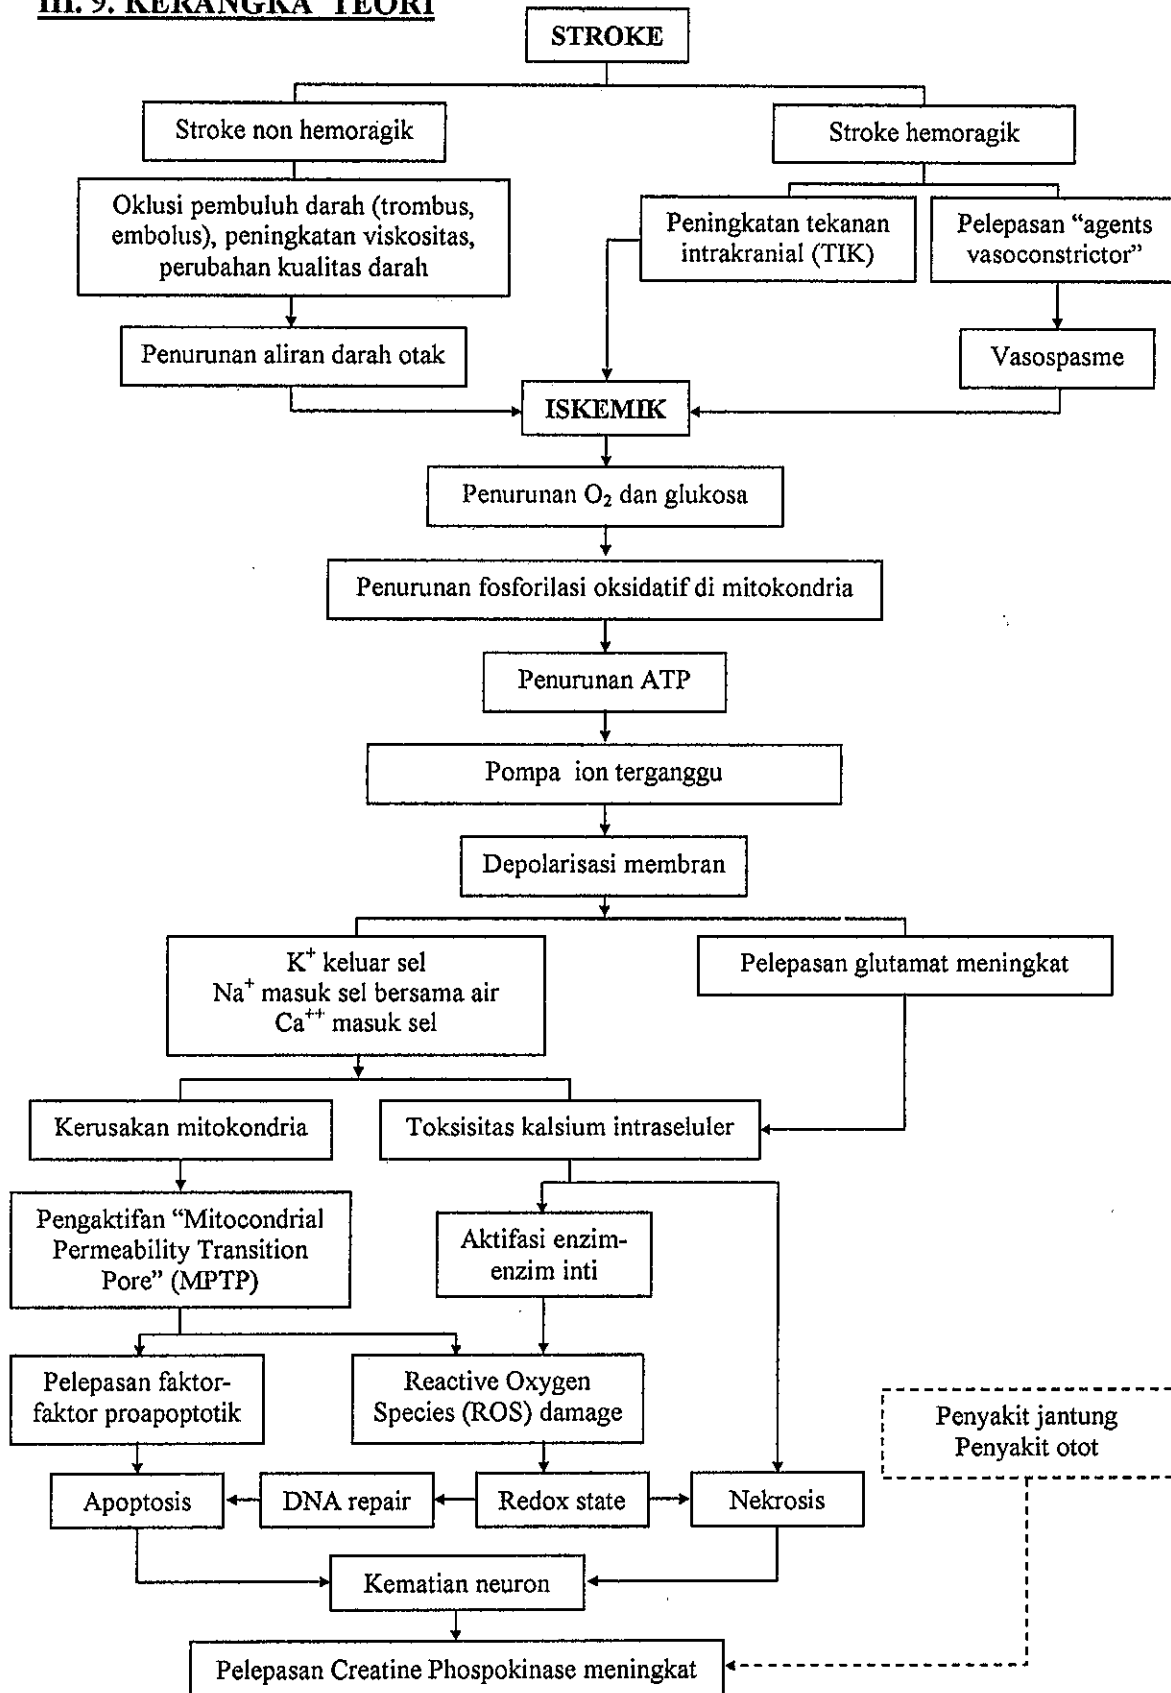 III. 9. KERANGKA TEORI
STROKE
Stroke non hemoragik
Stroke hemoragik
Oklusi pembuluh darah (trombus,
embolus), peningkatan viskositas,
perubahan kualitas darah
Peningkatan tekanan
intrakranial (TIK)
Pelepasan “agents
vasoconstrictor”
Penurunan aliran darah otak
Vasospasme
ISKEMIK
Penurunan O₂ dan glukosa
Penurunan fosforilasi oksidatif di mitokondria
Penurunan ATP
Pompa ion terganggu
Depolarisasi membran
K⁺ keluar sel
Na⁺ masuk sel bersama air
Ca⁺⁺ masuk sel
Pelepasan glutamat meningkat
Kerusakan mitokondria
Toksisitas kalsium intraseluler
Pengaktifan “Mitocondrial
Permeability Transition
Pore” (MPTP)
Aktifasi enzim-
enzim inti
Pelepasan faktor-
faktor proapoptotik
Reactive Oxygen
Species (ROS) damage
Penyakit jantung
Penyakit otot
Apoptosis
DNA repair
Redox state
Nekrosis
Kematian neuron
Pelepasan Creatine Phospokinase meningkat